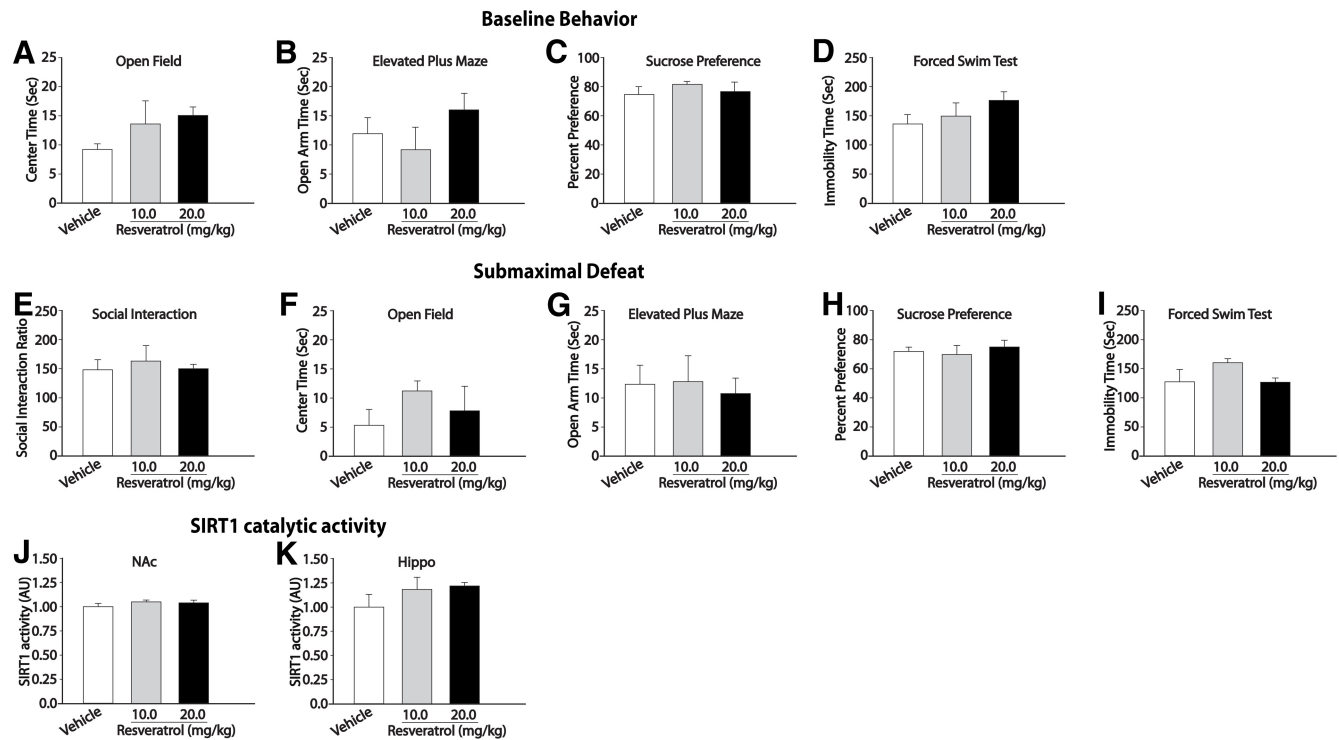 Baseline Behavior
A
Open Field
Center Time (Sec)
25
20
15
10
5
0
Vehicle
10.0
20.0
Resveratrol (mg/kg)
B
Elevated Plus Maze
Open Arm Time (Sec)
25
20
15
10
5
0
Vehicle
10.0
20.0
Resveratrol (mg/kg)
C
Sucrose Preference
Percent Preference
100
80
60
40
20
0
Vehicle
10.0
20.0
Resveratrol (mg/kg)
D
Forced Swim Test
Immobility Time (Sec)
250
200
150
100
50
0
Vehicle
10.0
20.0
Resveratrol (mg/kg)
Submaximal Defeat
E
Social Interaction
Social Interaction Ratio
250
200
150
100
50
0
Vehicle
10.0
20.0
Resveratrol (mg/kg)
F
Open Field
Center Time (Sec)
25
20
15
10
5
0
Vehicle
10.0
20.0
Resveratrol (mg/kg)
G
Elevated Plus Maze
Open Arm Time (Sec)
25
20
15
10
5
0
Vehicle
10.0
20.0
Resveratrol (mg/kg)
H
Sucrose Preference
Percent Preference
100
80
60
40
20
0
Vehicle
10.0
20.0
Resveratrol (mg/kg)
I
Forced Swim Test
Immobility Time (Sec)
250
200
150
100
50
0
Vehicle
10.0
20.0
Resveratrol (mg/kg)
SIRT1 catalytic activity
J
NAc
SIRT1 activity (AU)
1.50
1.25
1.00
0.75
0.50
0.25
0.0
Vehicle
10.0
20.0
Resveratrol (mg/kg)
K
Hippo
SIRT1 activity (AU)
1.50
1.25
1.00
0.75
0.50
0.25
0.0
Vehicle
10.0
20.0
Resveratrol (mg/kg)